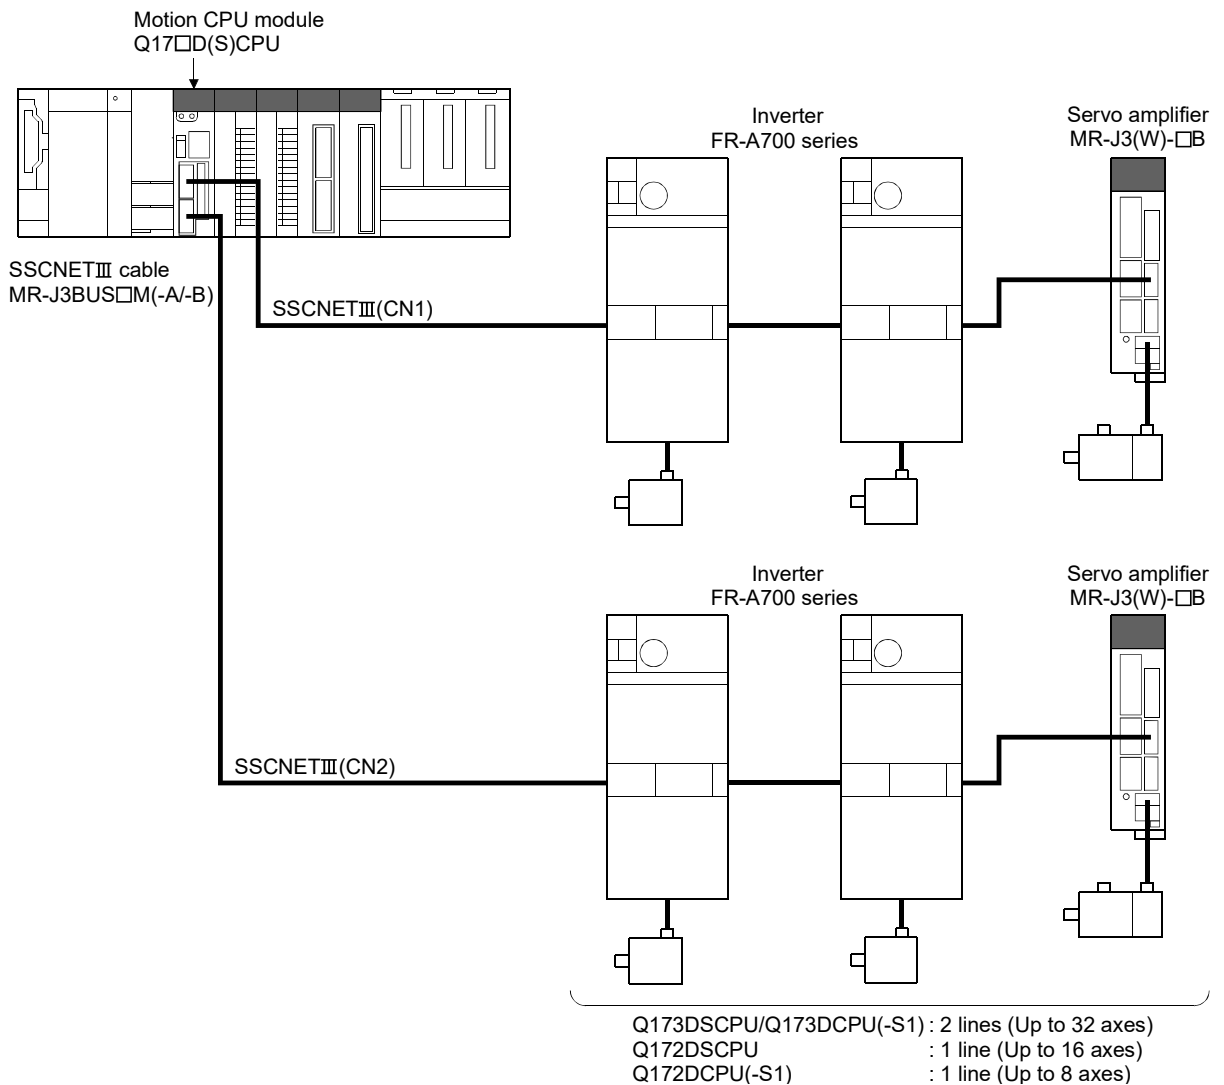 Motion CPU module
Q17□D(S)CPU
Inverter
FR-A700 series
Servo amplifier
MR-J3(W)-□B
SSCNETⅢ cable
MR-J3BUS□M(-A/-B)
SSCNETⅢ(CN1)
Inverter
FR-A700 series
Servo amplifier
MR-J3(W)-□B
SSCNETⅢ(CN2)
Q173DSCPU/Q173DCPU(-S1) : 2 lines (Up to 32 axes)
Q172DSCPU : 1 line (Up to 16 axes)
Q172DCPU(-S1) : 1 line (Up to 8 axes)